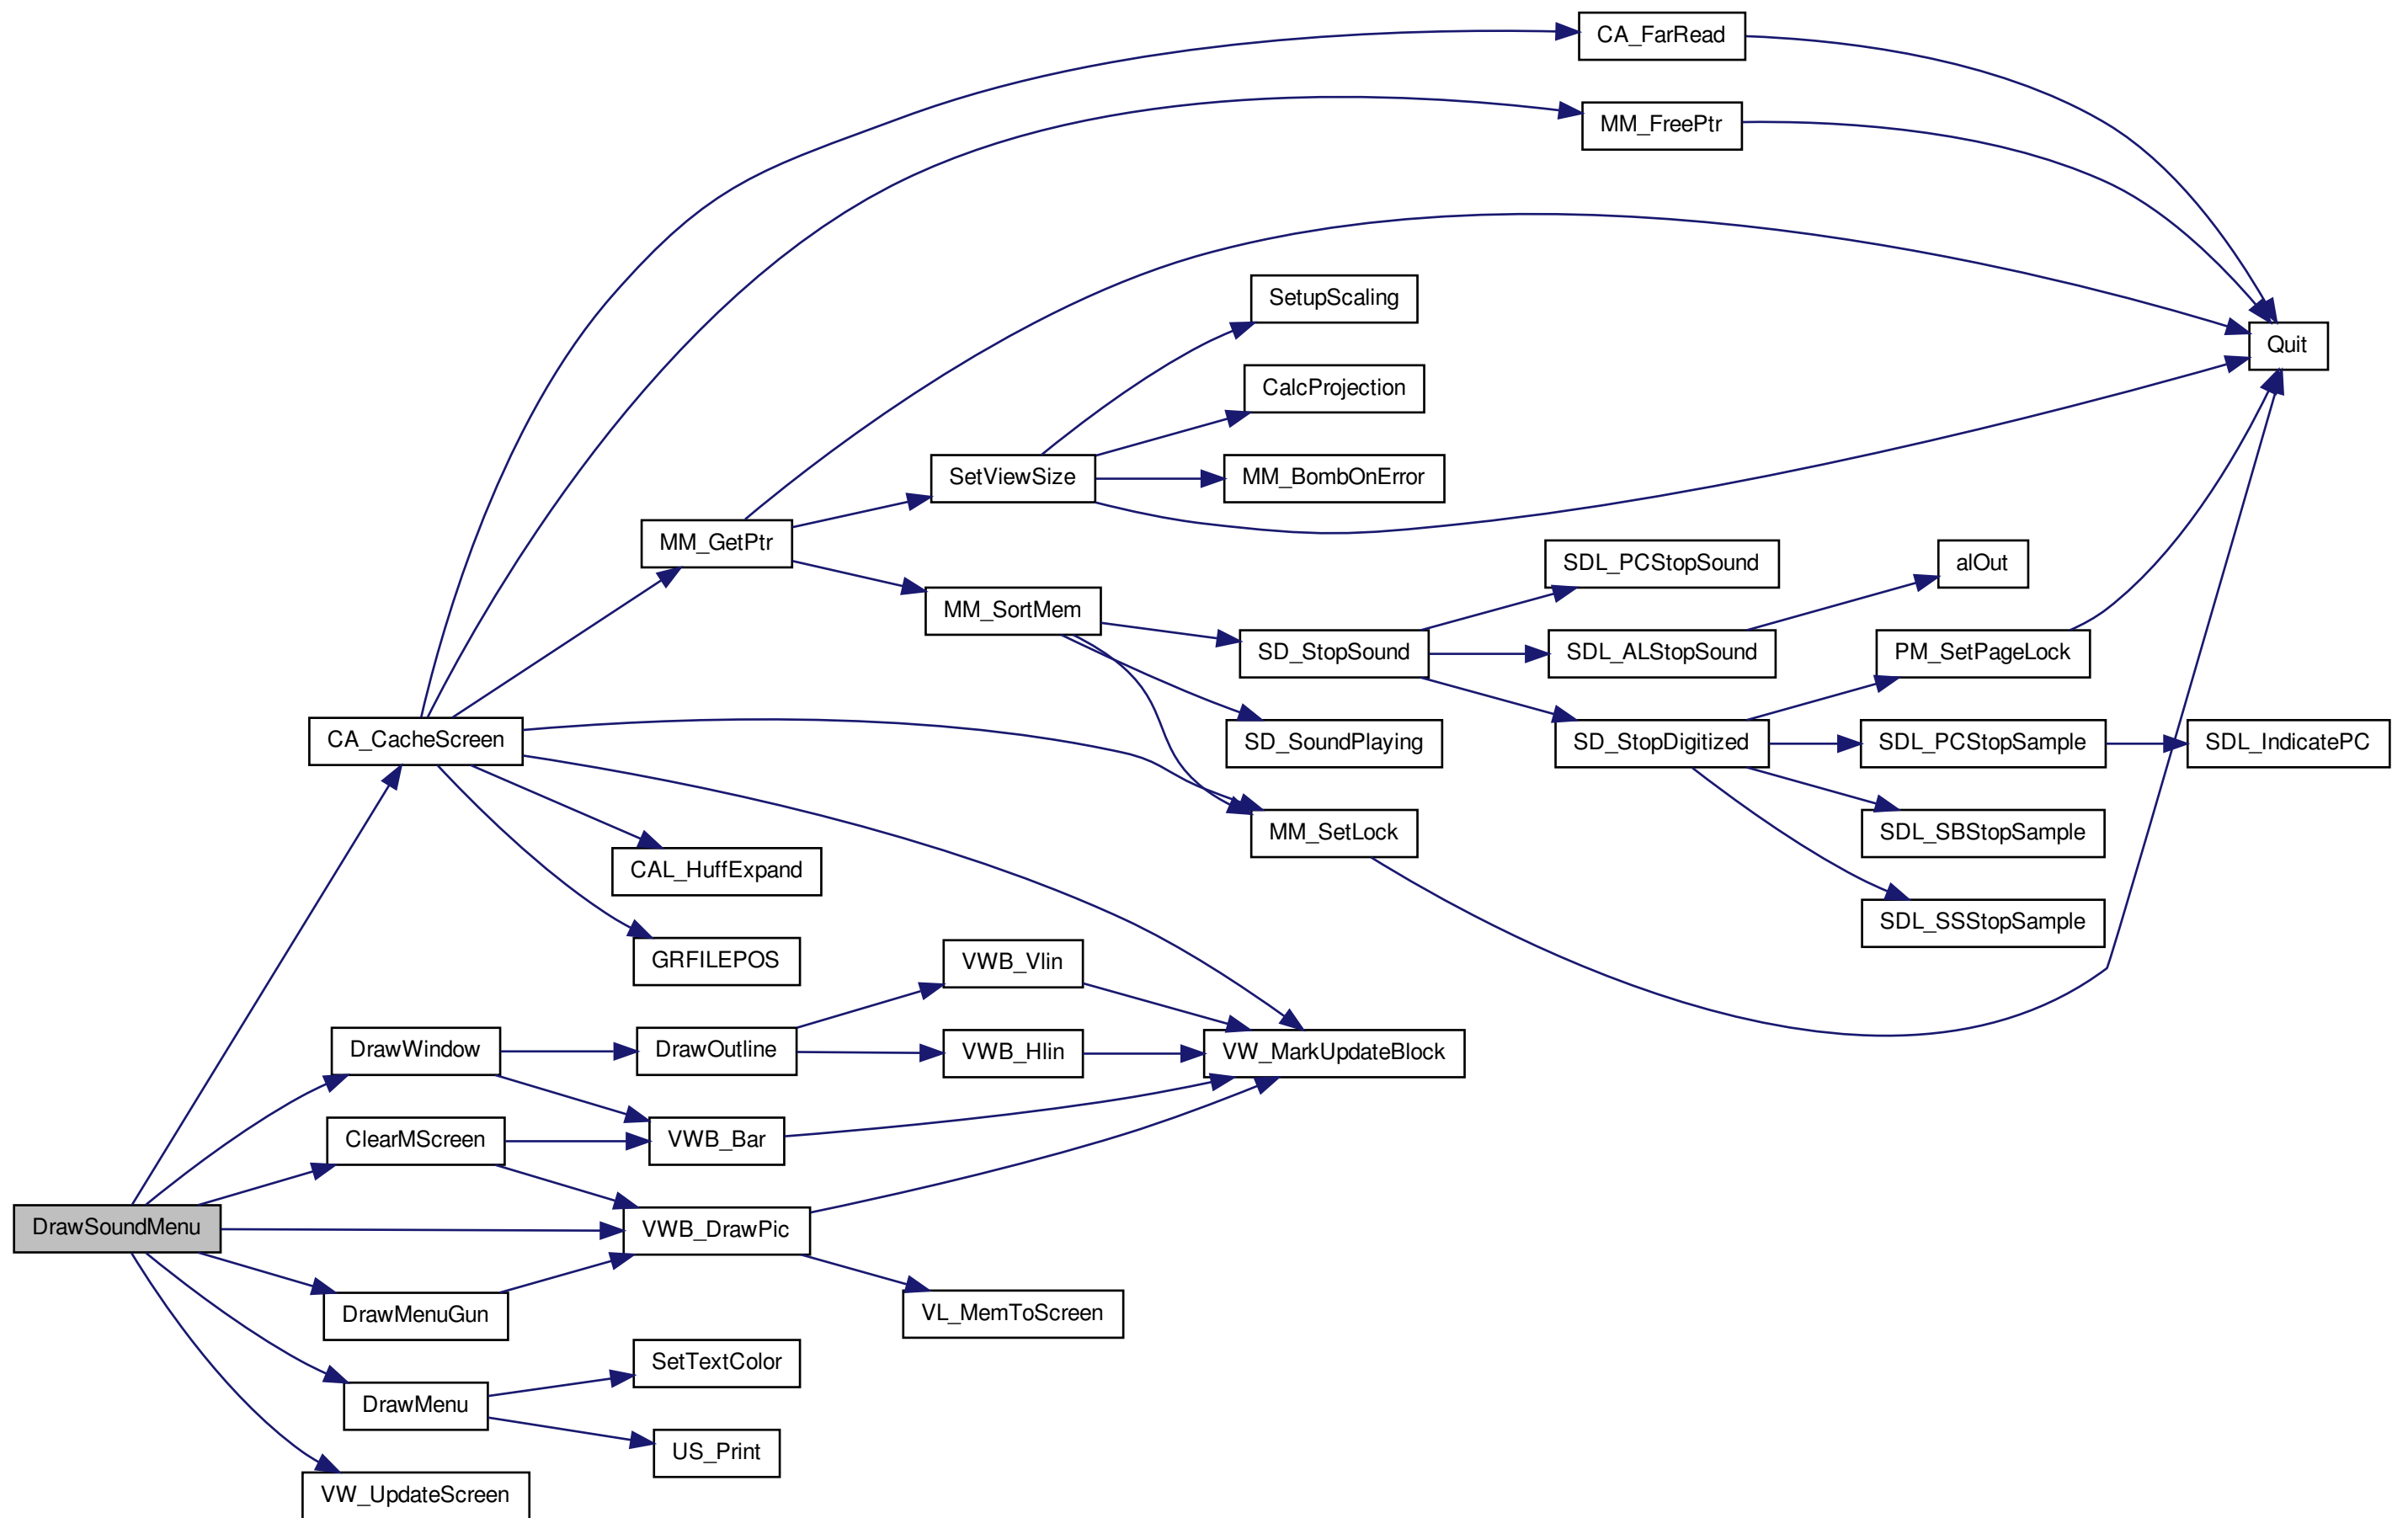 CA_FarRead
MM_FreePtr
SetupScaling
Quit
CalcProjection
SetViewSize
MM_BombOnError
MM_GetPtr
SDL_PCStopSound
alOut
MM_SortMem
SD_StopSound
SDL_ALStopSound
PM_SetPageLock
CA_CacheScreen
SD_SoundPlaying
SD_StopDigitized
SDL_PCStopSample
SDL_IndicatePC
MM_SetLock
SDL_SBStopSample
CAL_HuffExpand
SDL_SSStopSample
GRFILEPOS
VWB_Vlin
DrawWindow
DrawOutline
VWB_Hlin
VW_MarkUpdateBlock
ClearMScreen
VWB_Bar
DrawSoundMenu
VWB_DrawPic
DrawMenuGun
VL_MemToScreen
SetTextColor
DrawMenu
US_Print
VW_UpdateScreen